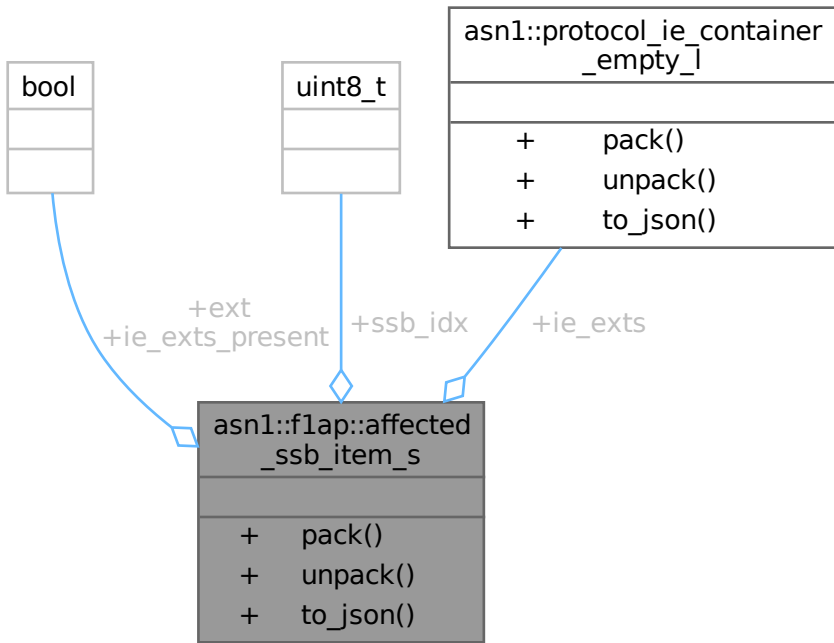 asn1::protocol_ie_container
_empty_l
+ pack()
+ unpack()
+ to_json()
bool
uint8_t
+ext
+ie_exts_present
+ssb_idx
+ie_exts
asn1::f1ap::affected
_ssb_item_s
+ pack()
+ unpack()
+ to_json()